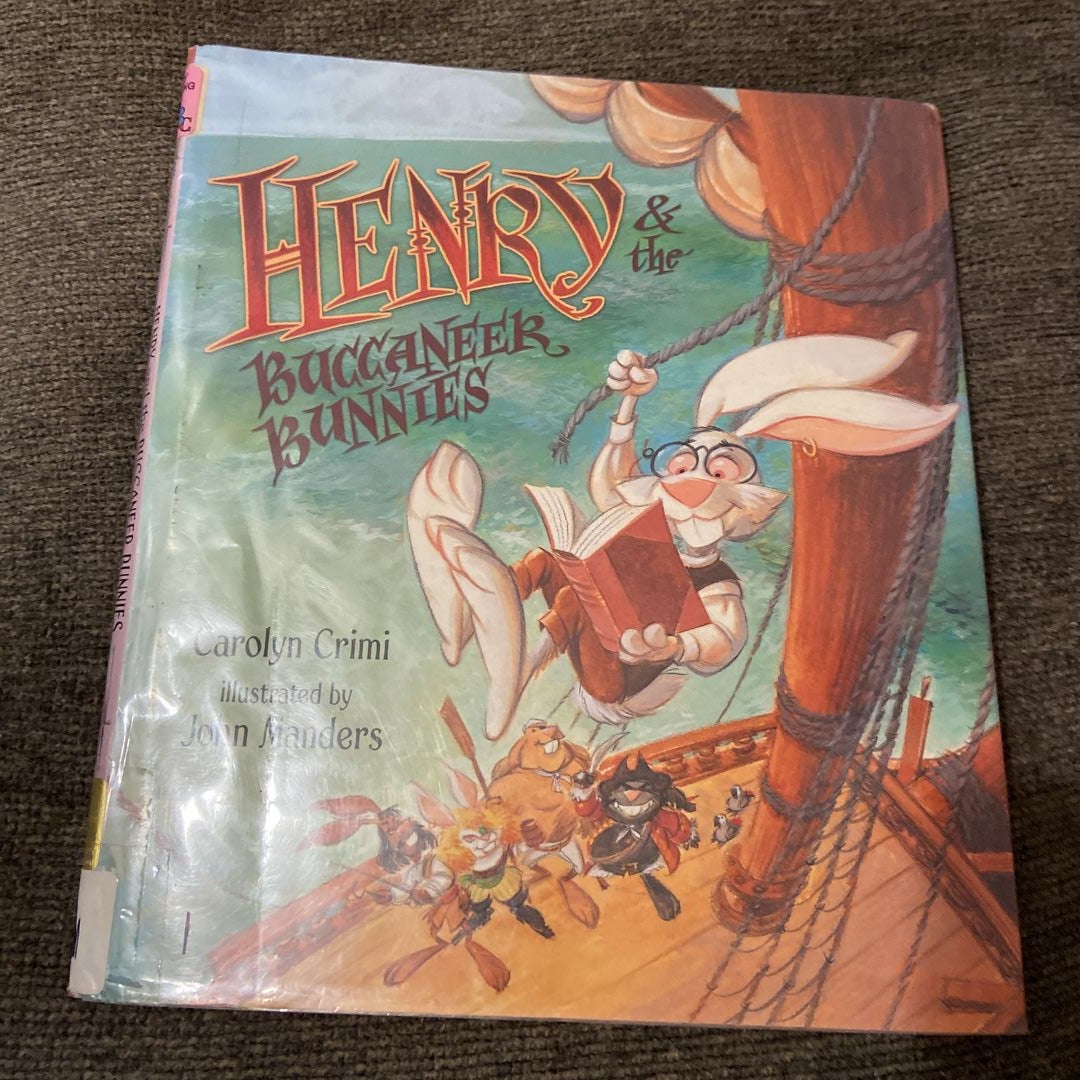 HENRY
&
the
BUCCANEER
BUNNIES
Carolyn Crimi
illustrated by
John Manders